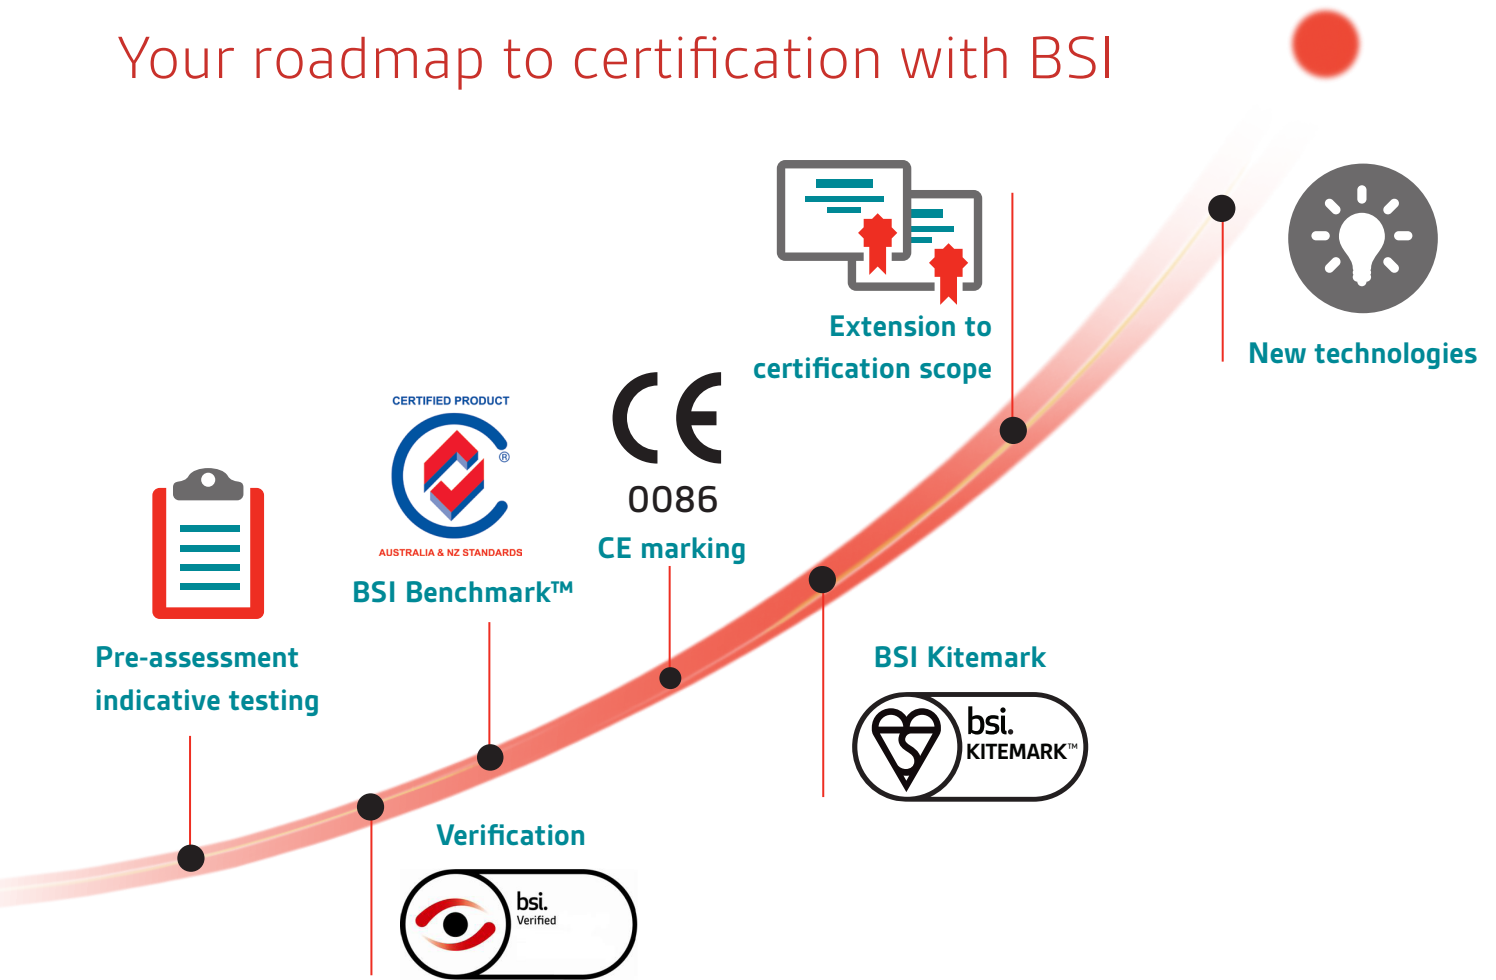 Your roadmap to certification with BSI
Extension to
certification scope
New technologies
CERTIFIED PRODUCT
®
AUSTRALIA & NZ STANDARDS
BSI Benchmark™
CE
0086
CE marking
Pre-assessment
indicative testing
BSI Kitemark
bsi.
KITEMARK™
Verification
bsi.
Verified